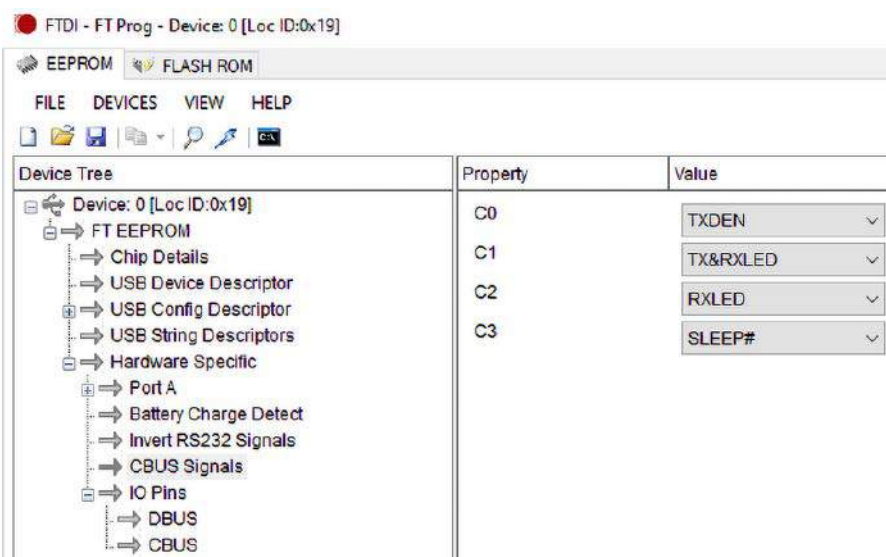 FTDI - FT Prog - Device: 0 [Loc ID:0x19]
EEPROM FLASH ROM
FILE DEVICES VIEW HELP
C:\
Device Tree
Property Value
Device: 0 [Loc ID:0x19]
FT EEPROM
Chip Details
USB Device Descriptor
USB Config Descriptor
USB String Descriptors
Hardware Specific
Port A
Battery Charge Detect
Invert RS232 Signals
CBUS Signals
IO Pins
DBUS
CBUS
C0 TXDEN
C1 TX&RXLED
C2 RXLED
C3 SLEEP#